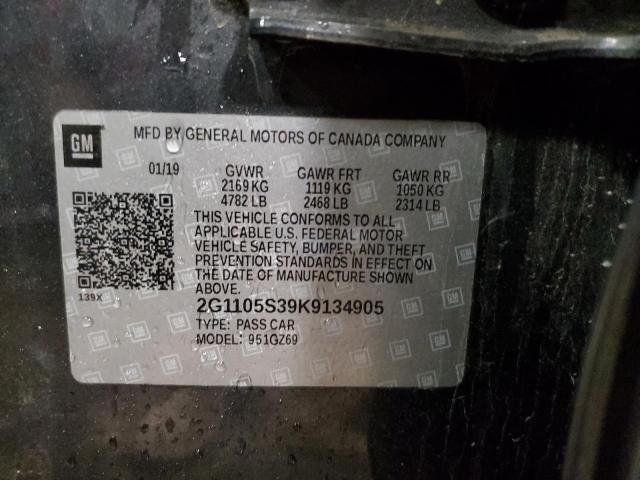 GM
MFD BY GENERAL MOTORS OF CANADA COMPANY
01/19 GVWR GAWR FRT GAWR RR
2169 KG 1119 KG 1050 KG
4782 LB 2468 LB 2314 LB
THIS VEHICLE CONFORMS TO ALL
APPLICABLE U.S. FEDERAL MOTOR
VEHICLE SAFETY, BUMPER, AND THEFT
PREVENTION STANDARDS IN EFFECT ON
THE DATE OF MANUFACTURE SHOWN
ABOVE.
139X
2G1105S39K9134905
TYPE: PASS CAR
MODEL: 951GZ69